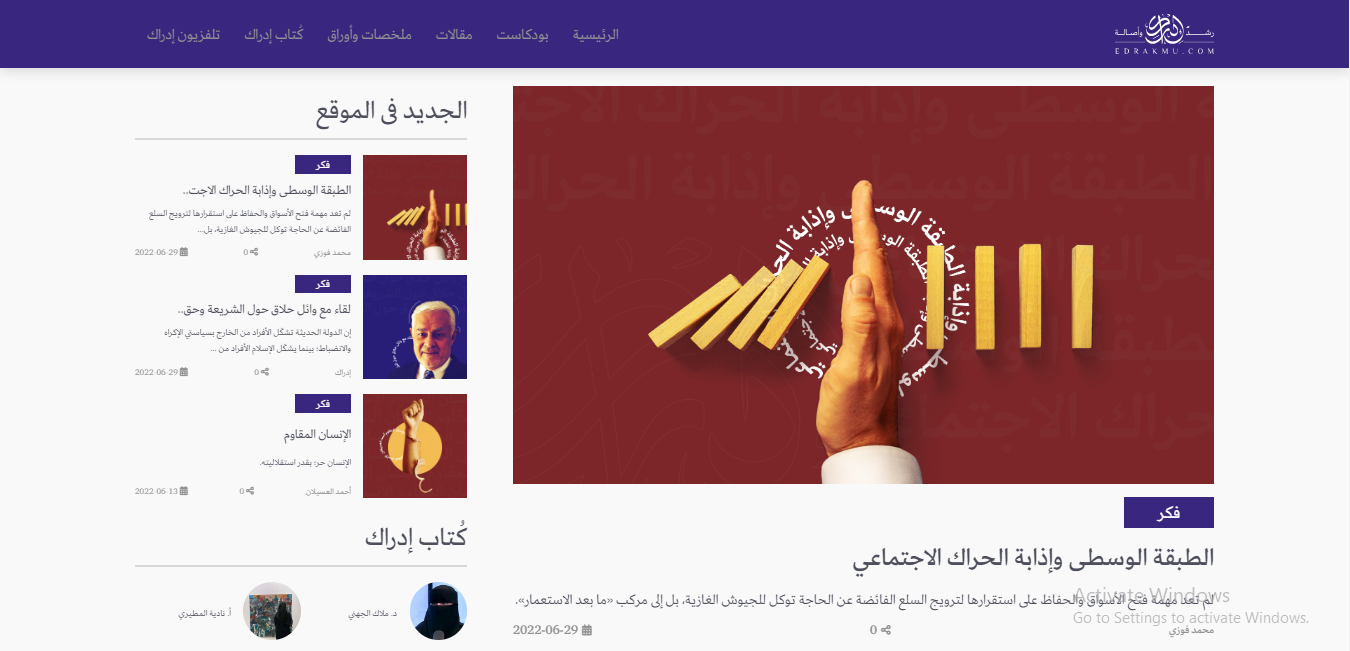 رشـــد وأصالــة
EDRAKMU.COM
الرئيسية
بودكاست
مقالات
ملخصات وأوراق
كُتاب إدراك
تلفزيون إدراك
الطبقة الوسطى وإذابة الحراك الاجت
فكر
الطبقة الوسطى وإذابة الحراك الاجتماعي
لم تعد مهمة فتح الأسواق والحفاظ على استقرارها لترويج السلع الفائضة عن الحاجة توكل للجيوش الغازية، بل إلى مركب «ما بعد الاستعمار».
محمد فوزي
0
2022-06-29
الجديد في الموقع
فكر
الطبقة الوسطى وإذابة الحراك الاجت..
لم تعد مهمة فتح الأسواق والحفاظ على استقرارها لترويج السلع
الفائضة عن الحاجة توكل للجيوش الغازية، بل...
محمد فوزي
0
2022-06-29
فكر
لقاء مع وائل حلاق حول الشريعة وحق..
إن الدولة الحديثة تشكّل الأفراد من الخارج بسياستي الإكراه
والانضباط؛ بينما يشكّل الإسلام الأفراد من ...
إدراك
0
2022-06-29
فكر
الإنسان المقاوم
الإنسان حر؛ بقدر استقلاليته.
أحمد العسيلان
0
2022-06-13
كُتاب إدراك
د. ملاك الجهني
أ. نادية المطيري
Activate Windows
Go to Settings to activate Windows.